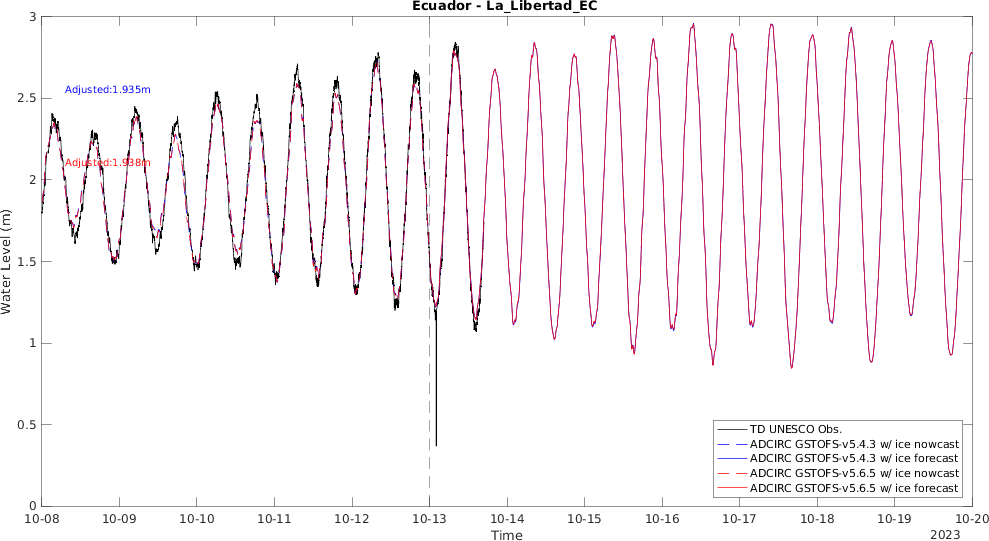 Ecuador - La_Libertad_EC
3
2.5
2
1.5
1
0.5
0
Water Level (m)
Adjusted:1.935m
Adjusted:1.938m
TD UNESCO Obs.
ADCIRC GSTOFS-v5.4.3 w/ ice nowcast
ADCIRC GSTOFS-v5.4.3 w/ ice forecast
ADCIRC GSTOFS-v5.6.5 w/ ice nowcast
ADCIRC GSTOFS-v5.6.5 w/ ice forecast
10-08 10-09 10-10 10-11 10-12 10-13 10-14 10-15 10-16 10-17 10-18 10-19 10-20
Time
2023